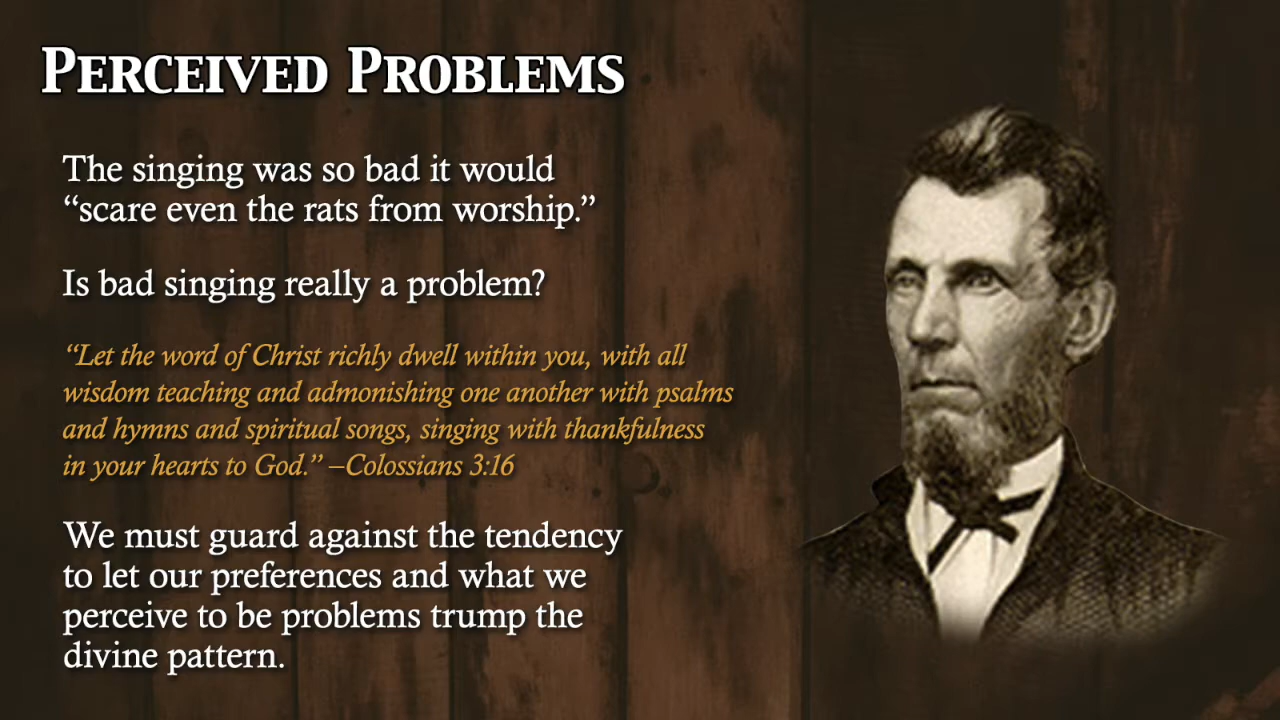 PERCEIVED PROBLEMS
The singing was so bad it would
“scare even the rats from worship.”
Is bad singing really a problem?
“Let the word of Christ richly dwell within you, with all
wisdom teaching and admonishing one another with psalms
and hymns and spiritual songs, singing with thankfulness
in your hearts to God.” –Colossians 3:16
We must guard against the tendency
to let our preferences and what we
perceive to be problems trump the
divine pattern.